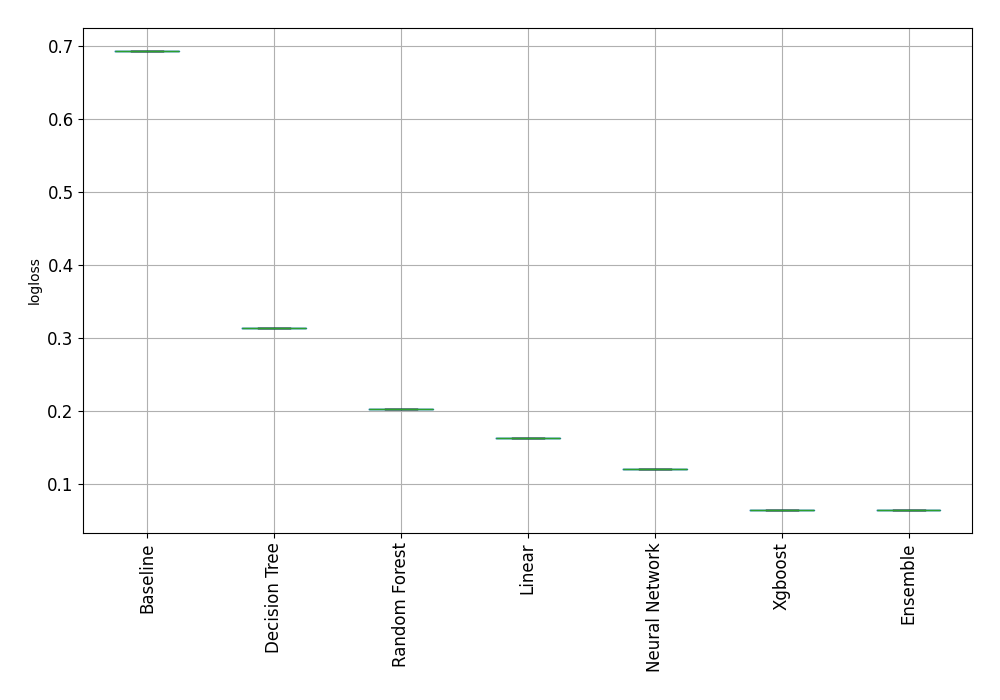 0.7
0.6
0.5
0.4
0.3
0.2
0.1
logloss
Baseline
Decision Tree
Random Forest
Linear
Neural Network
Xgboost
Ensemble